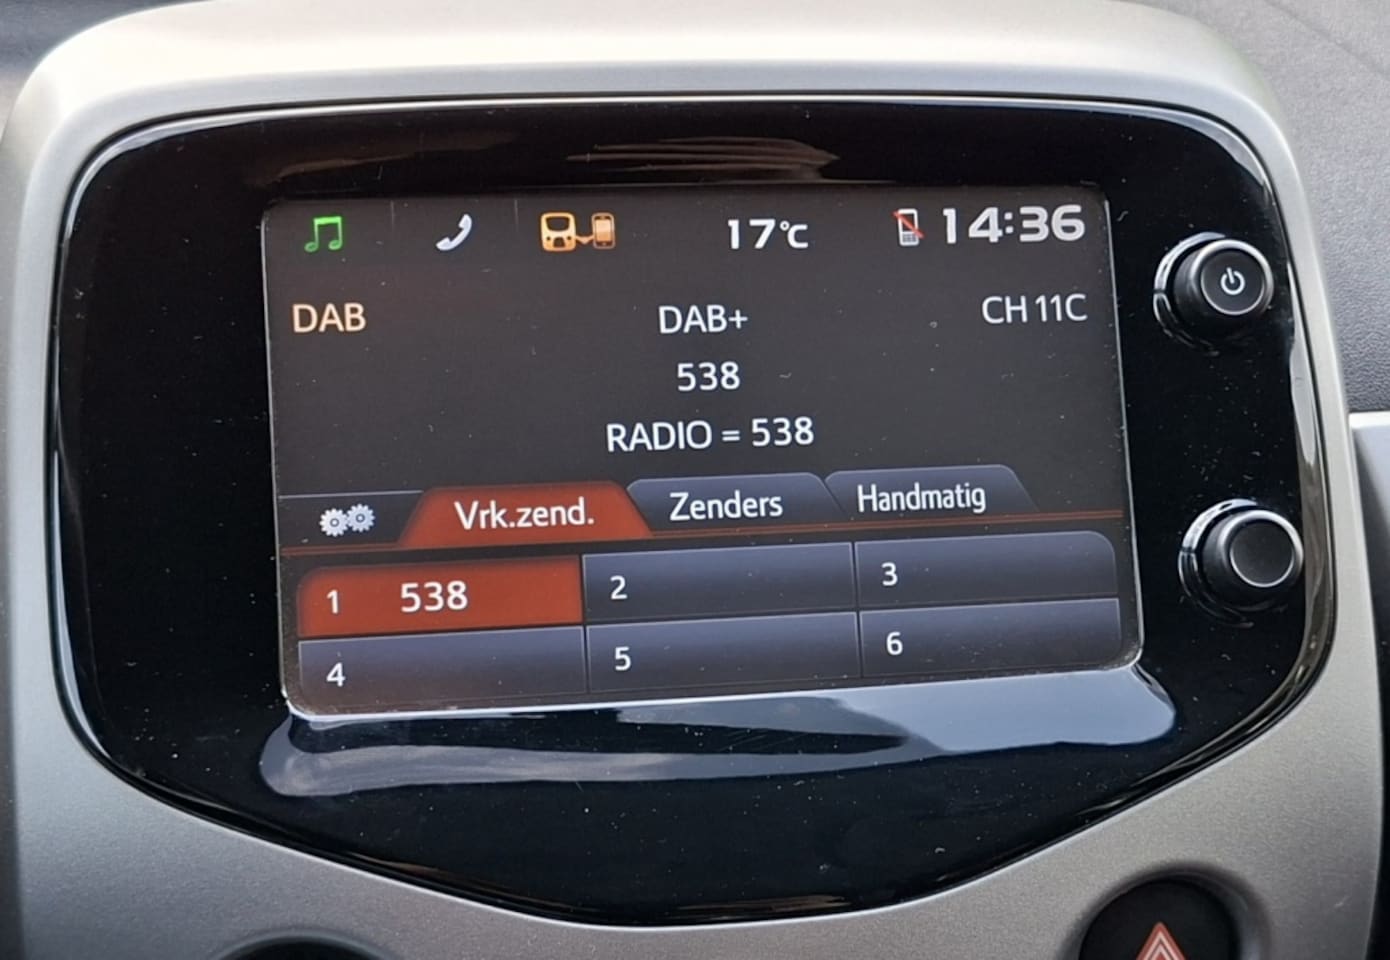 17°C 14:36
DAB DAB+ CH 11C
538
RADIO = 538
Vrk.zend. Zenders Handmatig
1 538 2 3
4 5 6